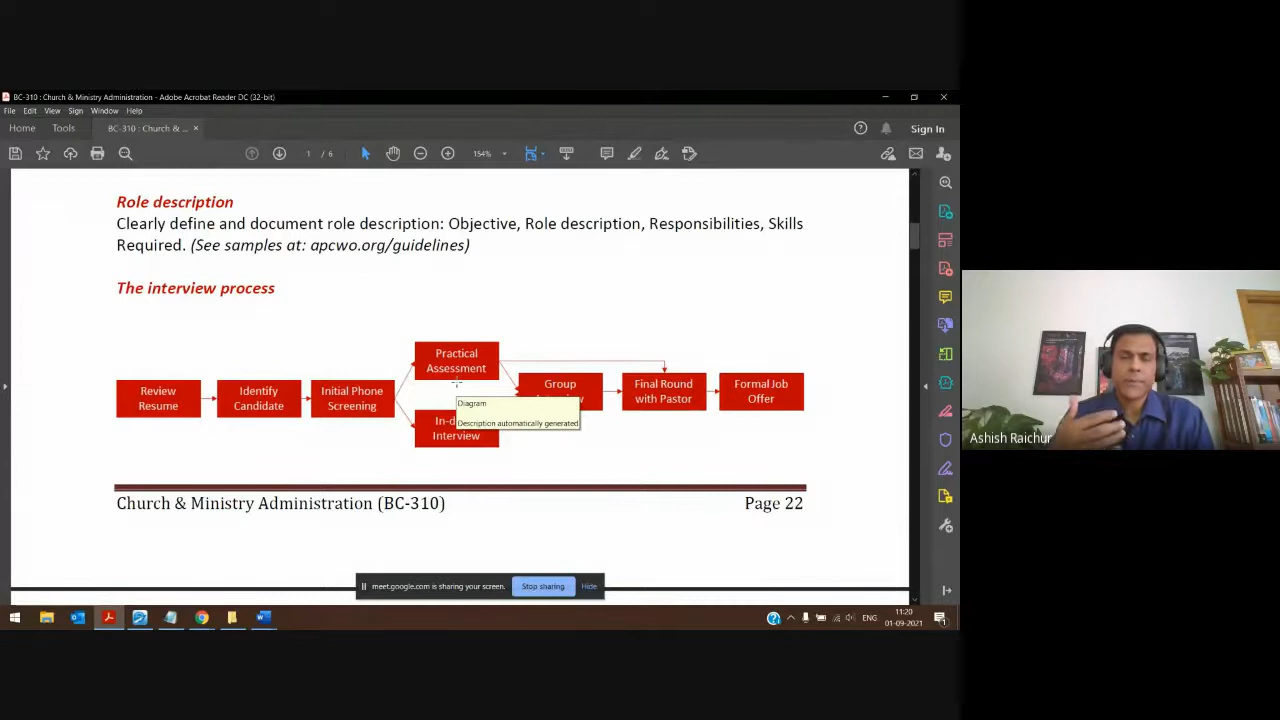 BC-310 : Church & Ministry Administration - Adobe Acrobat Reader DC (32-bit)
File Edit View Sign Window Help
Home Tools BC-310 : Church & ... × Sign In
1 / 6 154%
Role description
Clearly define and document role description: Objective, Role description, Responsibilities, Skills
Required. (See samples at: apcwo.org/guidelines)
The interview process
Review
Resume
Identify
Candidate
Initial Phone
Screening
Practical
Assessment
Interview
Group
Final Round
with Pastor
Formal Job
Offer
Diagram
Description automatically generated
Church & Ministry Administration (BC-310) Page 22
meet.google.com is sharing your screen. Stop sharing Hide
ENG
11:20
01-09-2021
Ashish Raichur